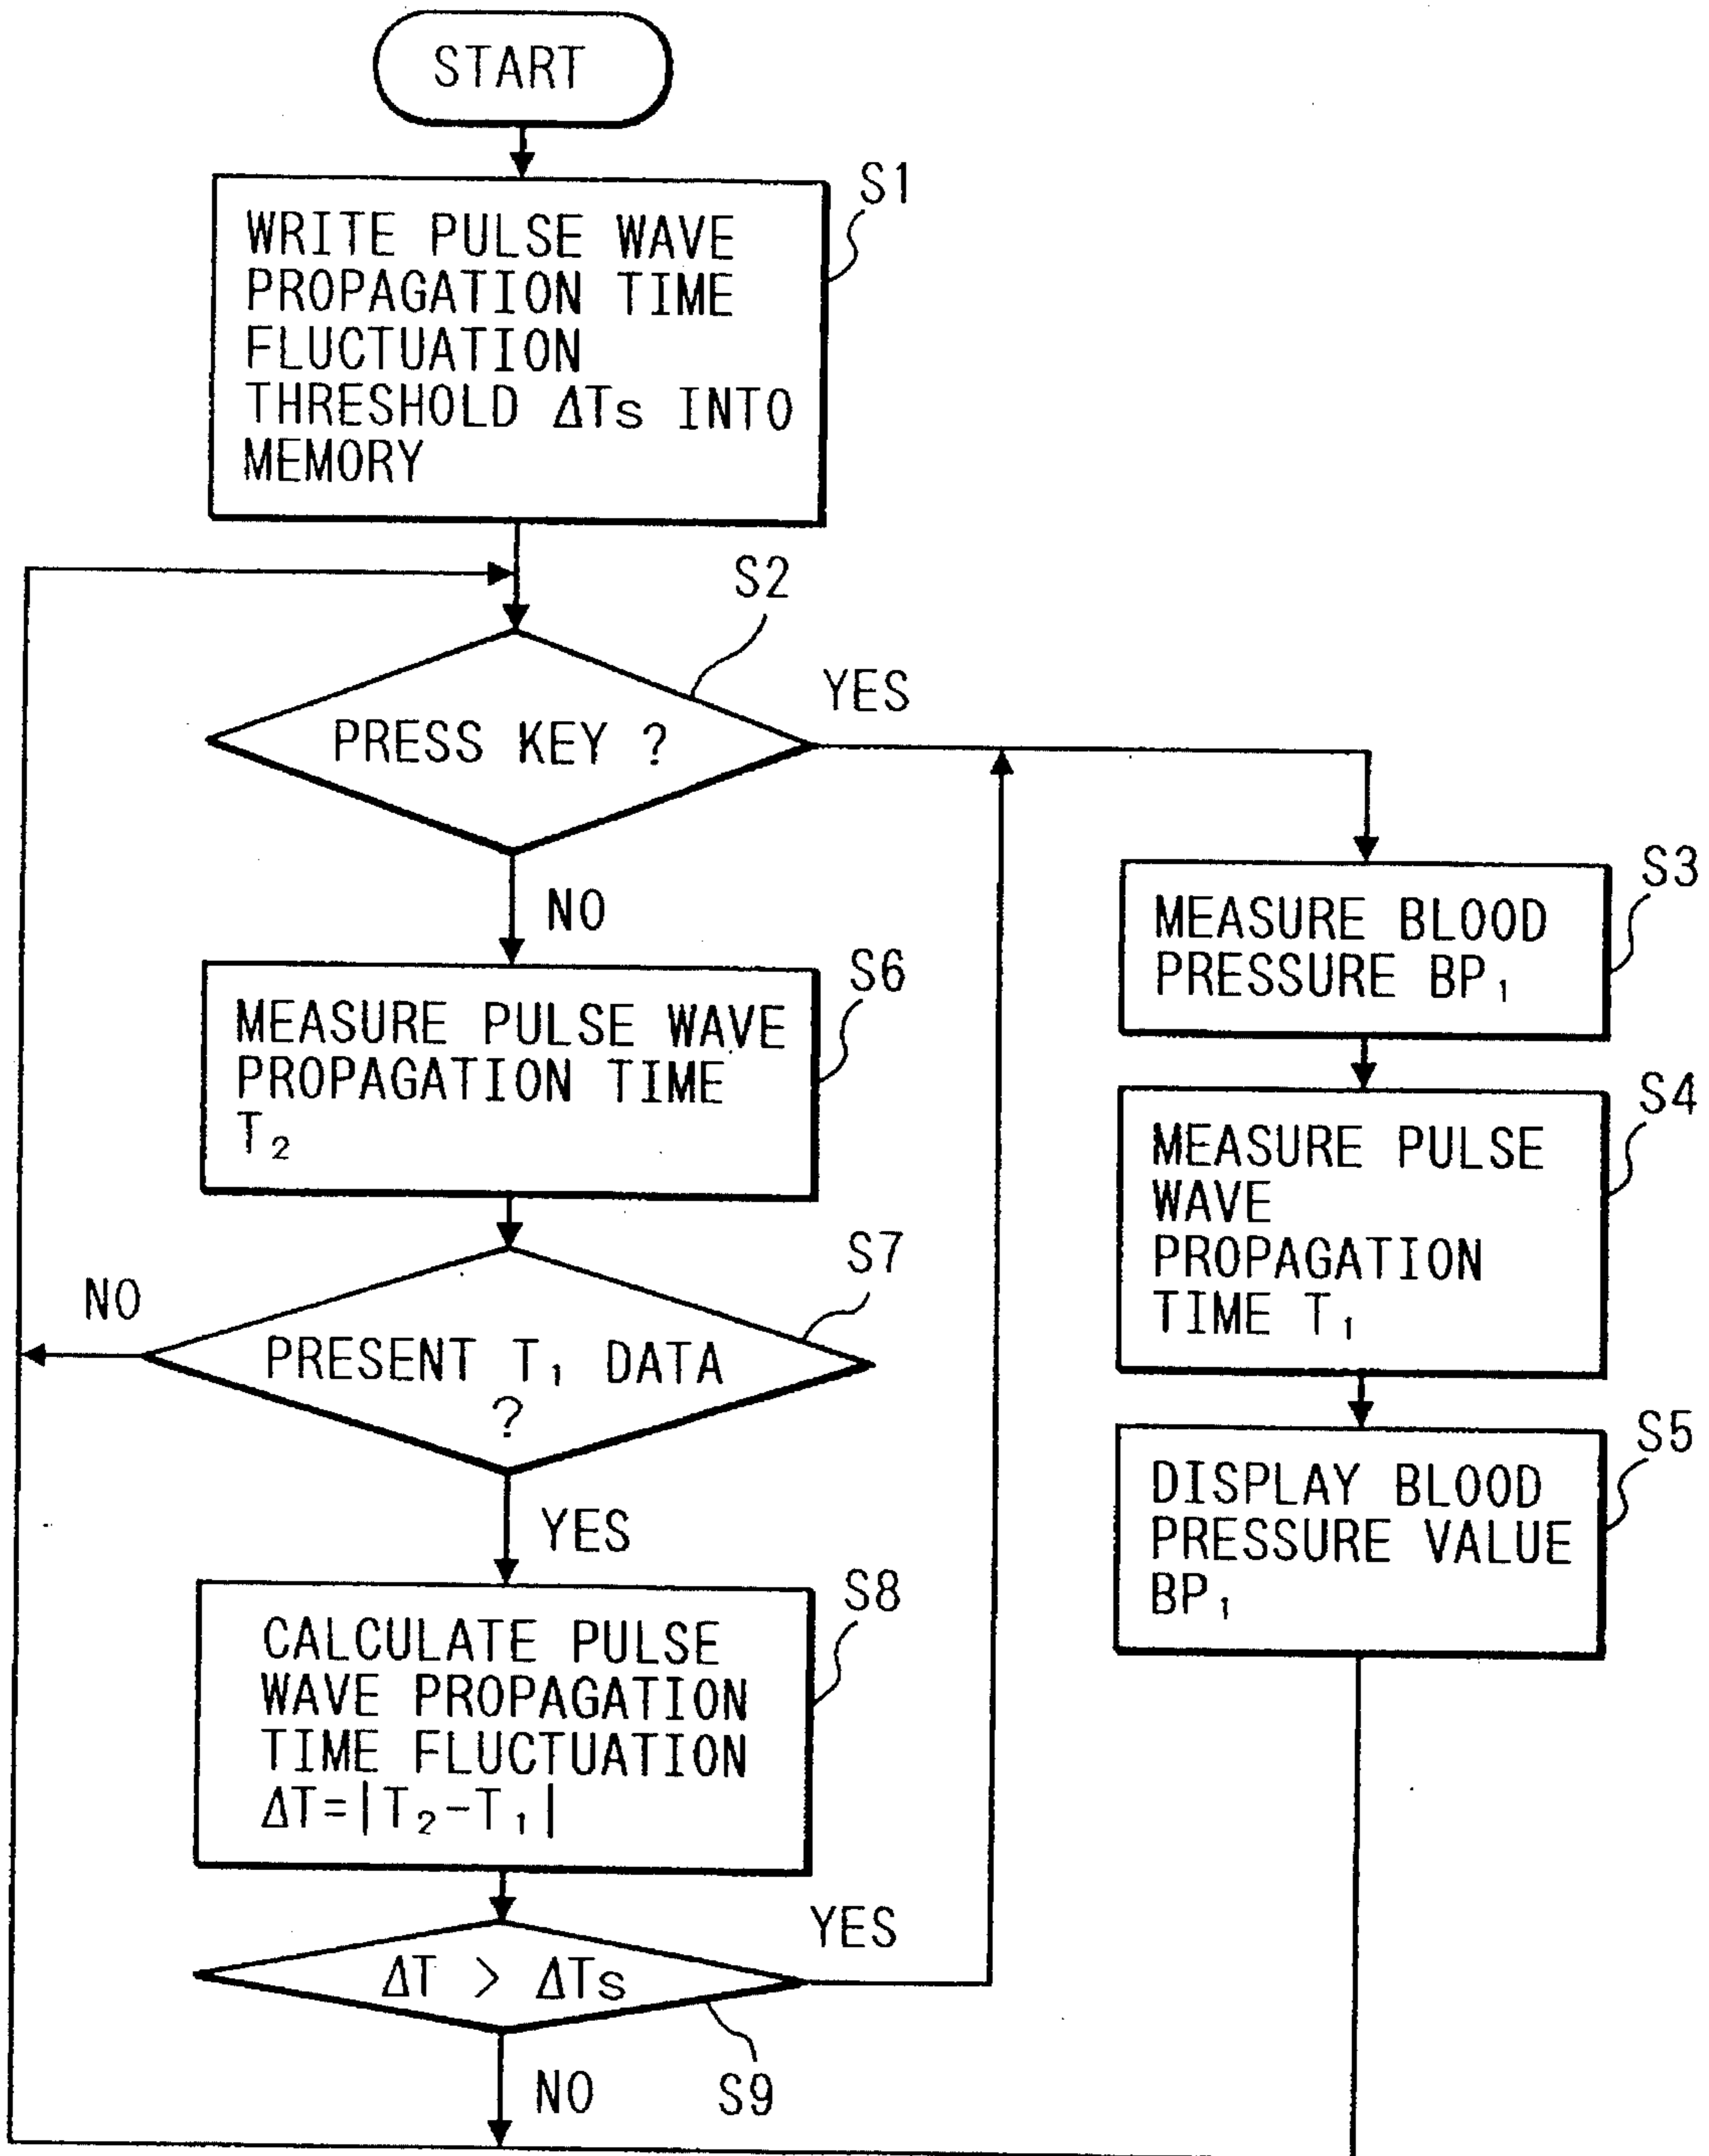 START
S1
WRITE PULSE WAVE
PROPAGATION TIME
FLUCTUATION
THRESHOLD ΔTs INTO
MEMORY
S2
PRESS KEY ?
YES
NO
S3
MEASURE BLOOD
PRESSURE BP₁
S6
MEASURE PULSE WAVE
PROPAGATION TIME
T₂
S4
MEASURE PULSE
WAVE
PROPAGATION
TIME T₁
S7
NO
PRESENT T₁ DATA
?
YES
S5
DISPLAY BLOOD
PRESSURE VALUE
BP₁
S8
CALCULATE PULSE
WAVE PROPAGATION
TIME FLUCTUATION
ΔT=|T₂-T₁|
YES
ΔT > ΔTs
S9
NO